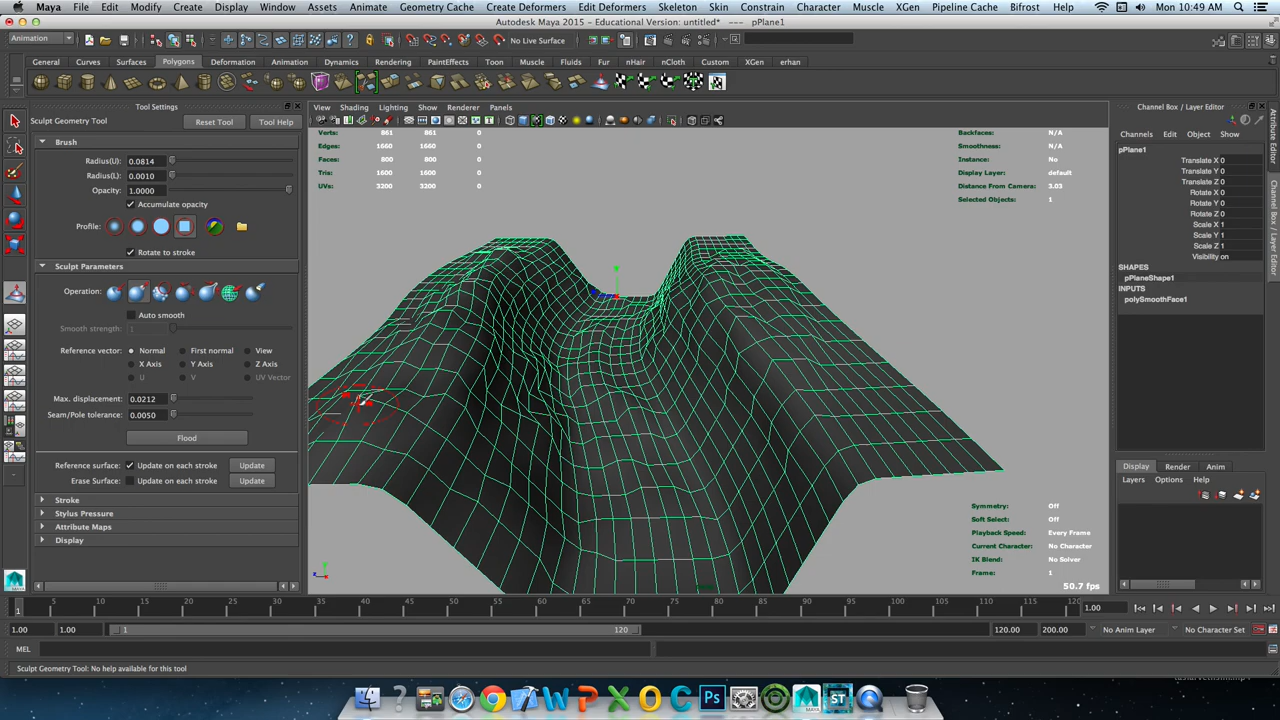 Maya File Edit Modify Create Display Window Assets Animate Geometry Cache Create Deformers Edit Deformers Skeleton Skin Constrain Character Muscle XGen Pipeline Cache Bifrost Mon 10:49 AM
Autodesk Maya 2015 - Educational Version: untitled* --- pPlane1
Animation No Live Surface
General Curves Surfaces Polygons Deformation Animation Dynamics Rendering PaintEffects Toon Muscle Fluids Fur nHair nCloth Custom XGen erhan
Tool Settings
Sculpt Geometry Tool Reset Tool Tool Help
Brush
Radius(U): 0.0814
Radius(L): 0.0010
Opacity: 1.0000
Accumulate opacity
Profile:
Rotate to stroke
Sculpt Parameters
Operation:
Auto smooth
Smooth strength: 1
Reference vector: Normal First normal View
X Axis Y Axis Z Axis
U V UV Vector
Max. displacement: 0.0212
Seam/Pole tolerance: 0.0050
Flood
Reference surface: Update on each stroke Update
Erase Surface: Update on each stroke Update
Stroke
Stylus Pressure
Attribute Maps
Display
View Shading Lighting Show Renderer Panels
Verts: 861 861 0
Edges: 1660 1660 0
Faces: 800 800 0
Tris: 1600 1600 0
UVs: 3200 3200 0
Backfaces: N/A
Smoothness: N/A
Instance: No
Display Layer: default
Distance From Camera: 3.03
Selected Objects: 1
Symmetry: Off
Soft Select: Off
Playback Speed: Every Frame
Current Character: No Character
IK Blend: No Solver
Frame: 1
50.7 fps
Channel Box / Layer Editor
Channels Edit Object Show
pPlane1
Translate X 0
Translate Y 0
Translate Z 0
Rotate X 0
Rotate Y 0
Rotate Z 0
Scale X 1
Scale Y 1
Scale Z 1
Visibility on
SHAPES
pPlaneShape1
INPUTS
polySmoothFace1
Attribute Editor
Channel Box / Layer Editor
Display Render Anim
Layers Options Help
1 5 10 15 20 25 30 35 40 45 50 55 60 65 70 75 80 85 90 95 100 105 110 115 120 1.00
1.00 1.00 1 120 120.00 200.00 No Anim Layer No Character Set
MEL
Sculpt Geometry Tool: No help available for this tool